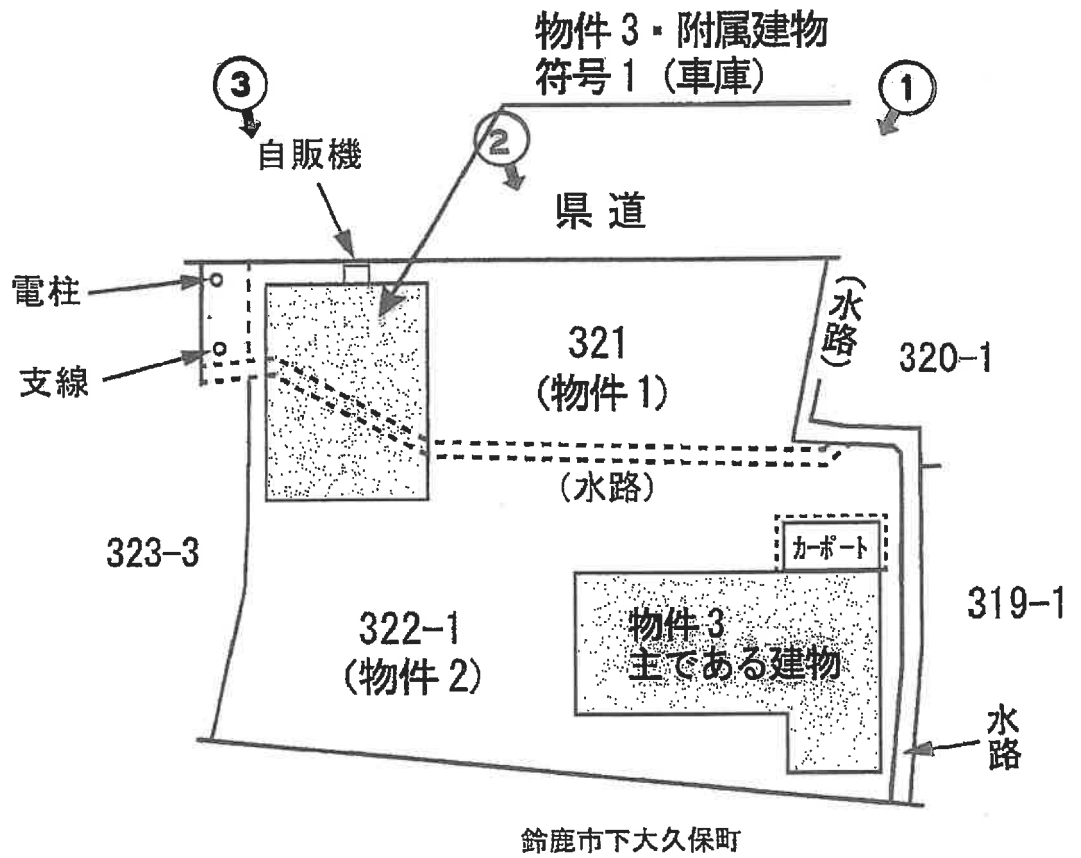 物件3・附属建物
符号1（車庫）
③
①
②
自販機
県道
電柱
支線
321
(物件1)
(水路)
320-1
(水路)
323-3
カーポート
319-1
322-1
(物件2)
物件3
主である建物
水路
鈴鹿市下大久保町